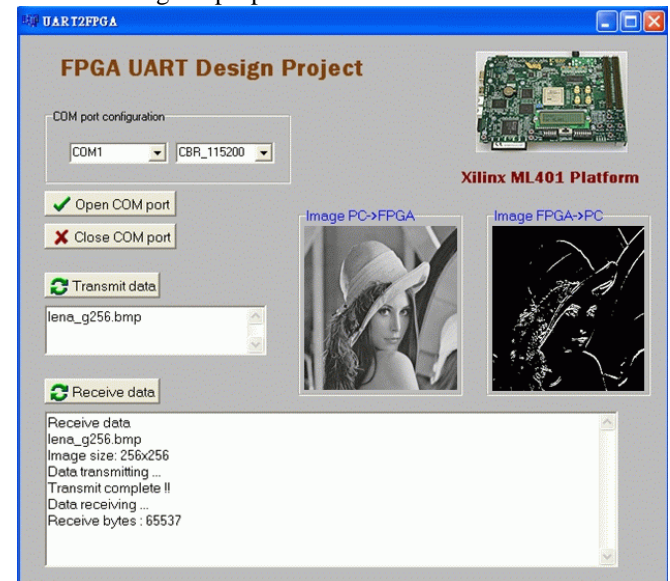 UART2FPGA
FPGA UART Design Project
COM port configuration
COM1 CBR_115200
Xilinx ML401 Platform
Open COM port
Close COM port
Image PC->FPGA
Image FPGA->PC
Transmit data
lena_g256.bmp
Receive data
Receive data
lena_g256.bmp
Image size: 256x256
Data transmitting ...
Transmit complete !!
Data receiving ...
Receive bytes : 65537